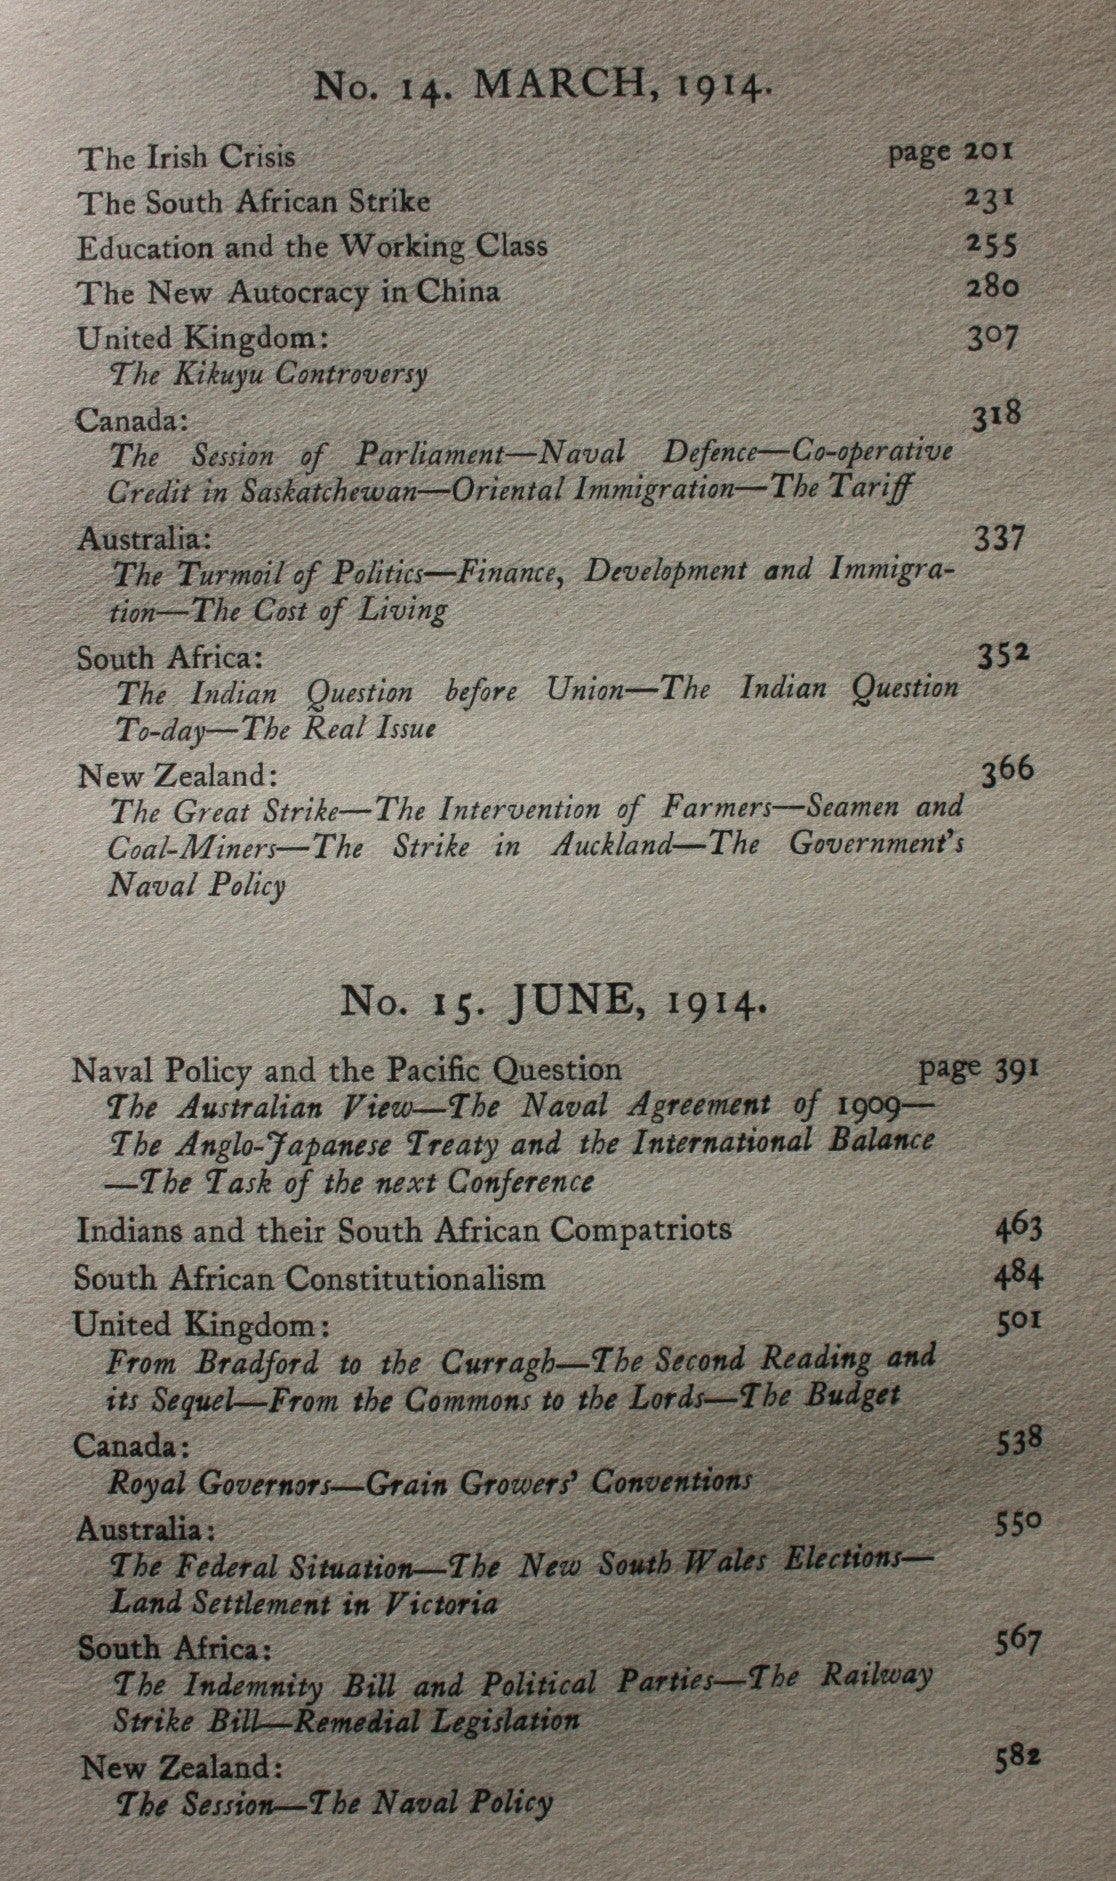 No. 14. MARCH, 1914.
The Irish Crisis page 201
The South African Strike 231
Education and the Working Class 255
The New Autocracy in China 280
United Kingdom: 307
The Kikuyu Controversy
Canada: 318
The Session of Parliament—Naval Defence—Co-operative
Credit in Saskatchewan—Oriental Immigration—The Tariff
Australia: 337
The Turmoil of Politics—Finance, Development and Immigra-
tion—The Cost of Living
South Africa: 352
The Indian Question before Union—The Indian Question
To-day—The Real Issue
New Zealand: 366
The Great Strike—The Intervention of Farmers—Seamen and
Coal-Miners—The Strike in Auckland—The Government's
Naval Policy
No. 15. JUNE, 1914.
Naval Policy and the Pacific Question page 391
The Australian View—The Naval Agreement of 1909—
The Anglo-Japanese Treaty and the International Balance
—The Task of the next Conference
Indians and their South African Compatriots 463
South African Constitutionalism 484
United Kingdom: 501
From Bradford to the Curragh—The Second Reading and
its Sequel—From the Commons to the Lords—The Budget
Canada: 538
Royal Governors—Grain Growers' Conventions
Australia: 550
The Federal Situation—The New South Wales Elections—
Land Settlement in Victoria
South Africa: 567
The Indemnity Bill and Political Parties—The Railway
Strike Bill—Remedial Legislation
New Zealand: 582
The Session—The Naval Policy